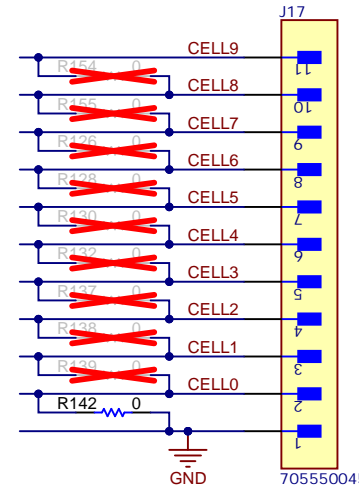 J17
CELL9
11
R154 0
CELL8
10
R155 0
CELL7
9
R126 0
CELL6
8
R128 0
CELL5
7
R130 0
CELL4
6
R132 0
CELL3
5
R137 0
CELL2
4
R138 0
CELL1
3
R139 0
CELL0
2
R142 0
1
GND
70555004